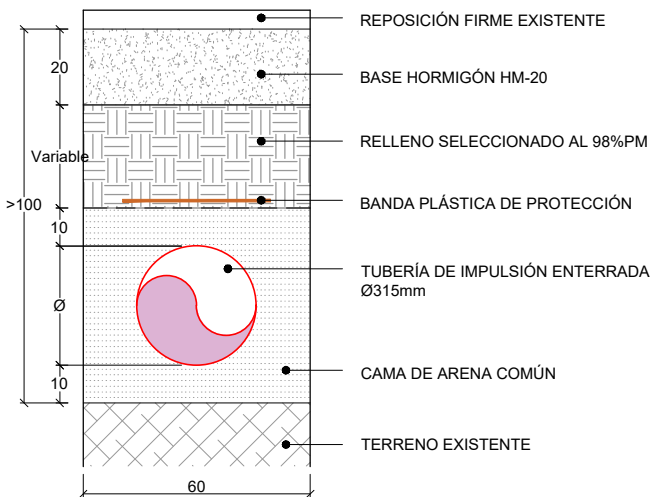 REPOSICIÓN FIRME EXISTENTE
20
BASE HORMIGÓN HM-20
Variable
RELLENO SELECCIONADO AL 98%PM
>100
BANDA PLÁSTICA DE PROTECCIÓN
10
TUBERÍA DE IMPULSIÓN ENTERRADA
Ø315mm
Ø
10
CAMA DE ARENA COMÚN
TERRENO EXISTENTE
60